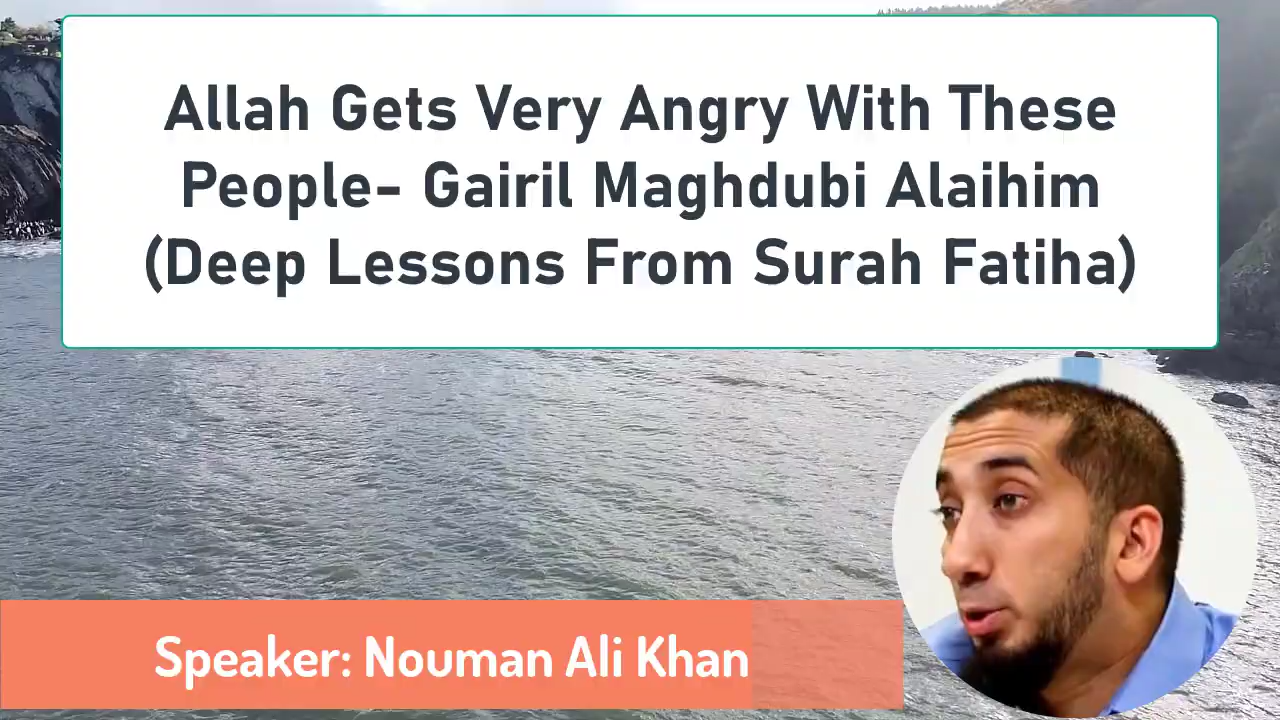 Allah Gets Very Angry With These
People- Gairil Maghdubi Alaihim
(Deep Lessons From Surah Fatiha)
Speaker: Nouman Ali Khan